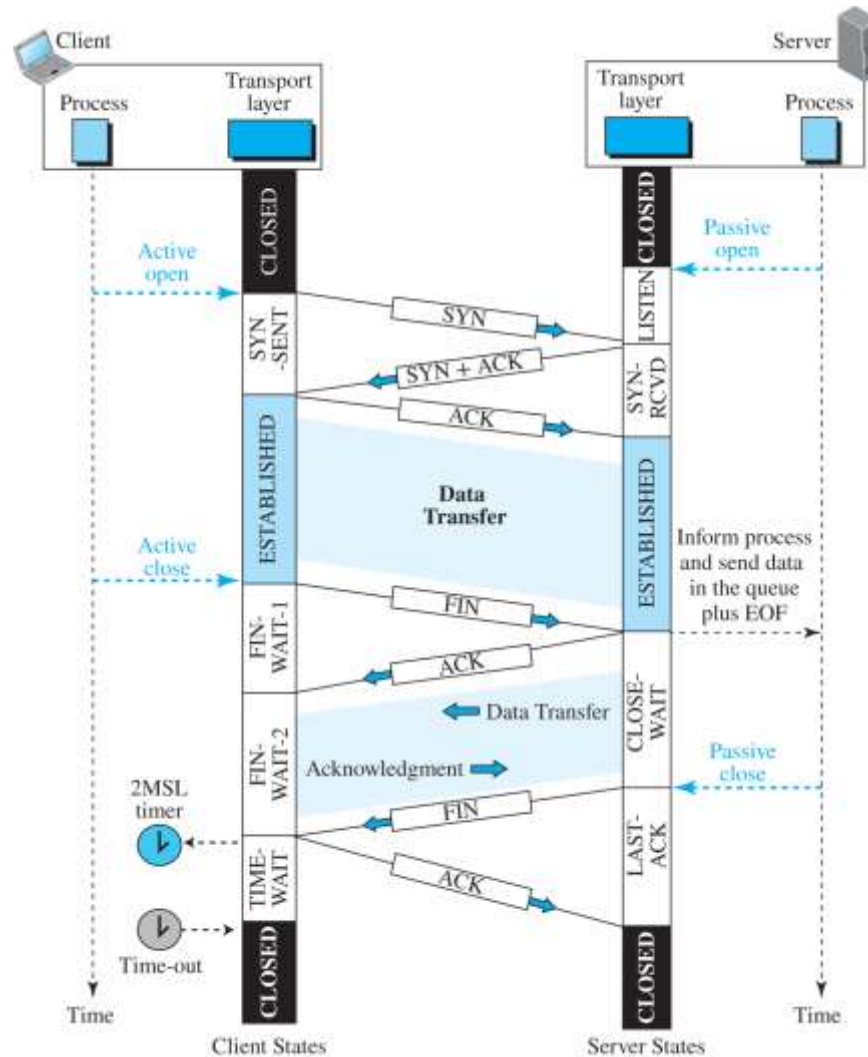 Client
Server
Transport
layer
Process
Transport
layer
Process
CLOSED
CLOSED
Passive
open
Active
open
LISTEN
SYN
SYN
-SENT
SYN + ACK
SYN-
RCVD
ACK
ESTABLISHED
ESTABLISHED
Data
Transfer
Active
close
Inform process
and send data
in the queue
plus EOF
FIN
FIN-
WAIT-1
ACK
CLOSE-
WAIT
Data Transfer
FIN-
WAIT-2
Acknowledgment
Passive
close
2MSL
timer
FIN
LAST-
ACK
TIME-
WAIT
ACK
Time-out
CLOSED
CLOSED
Time
Time
Client States
Server States